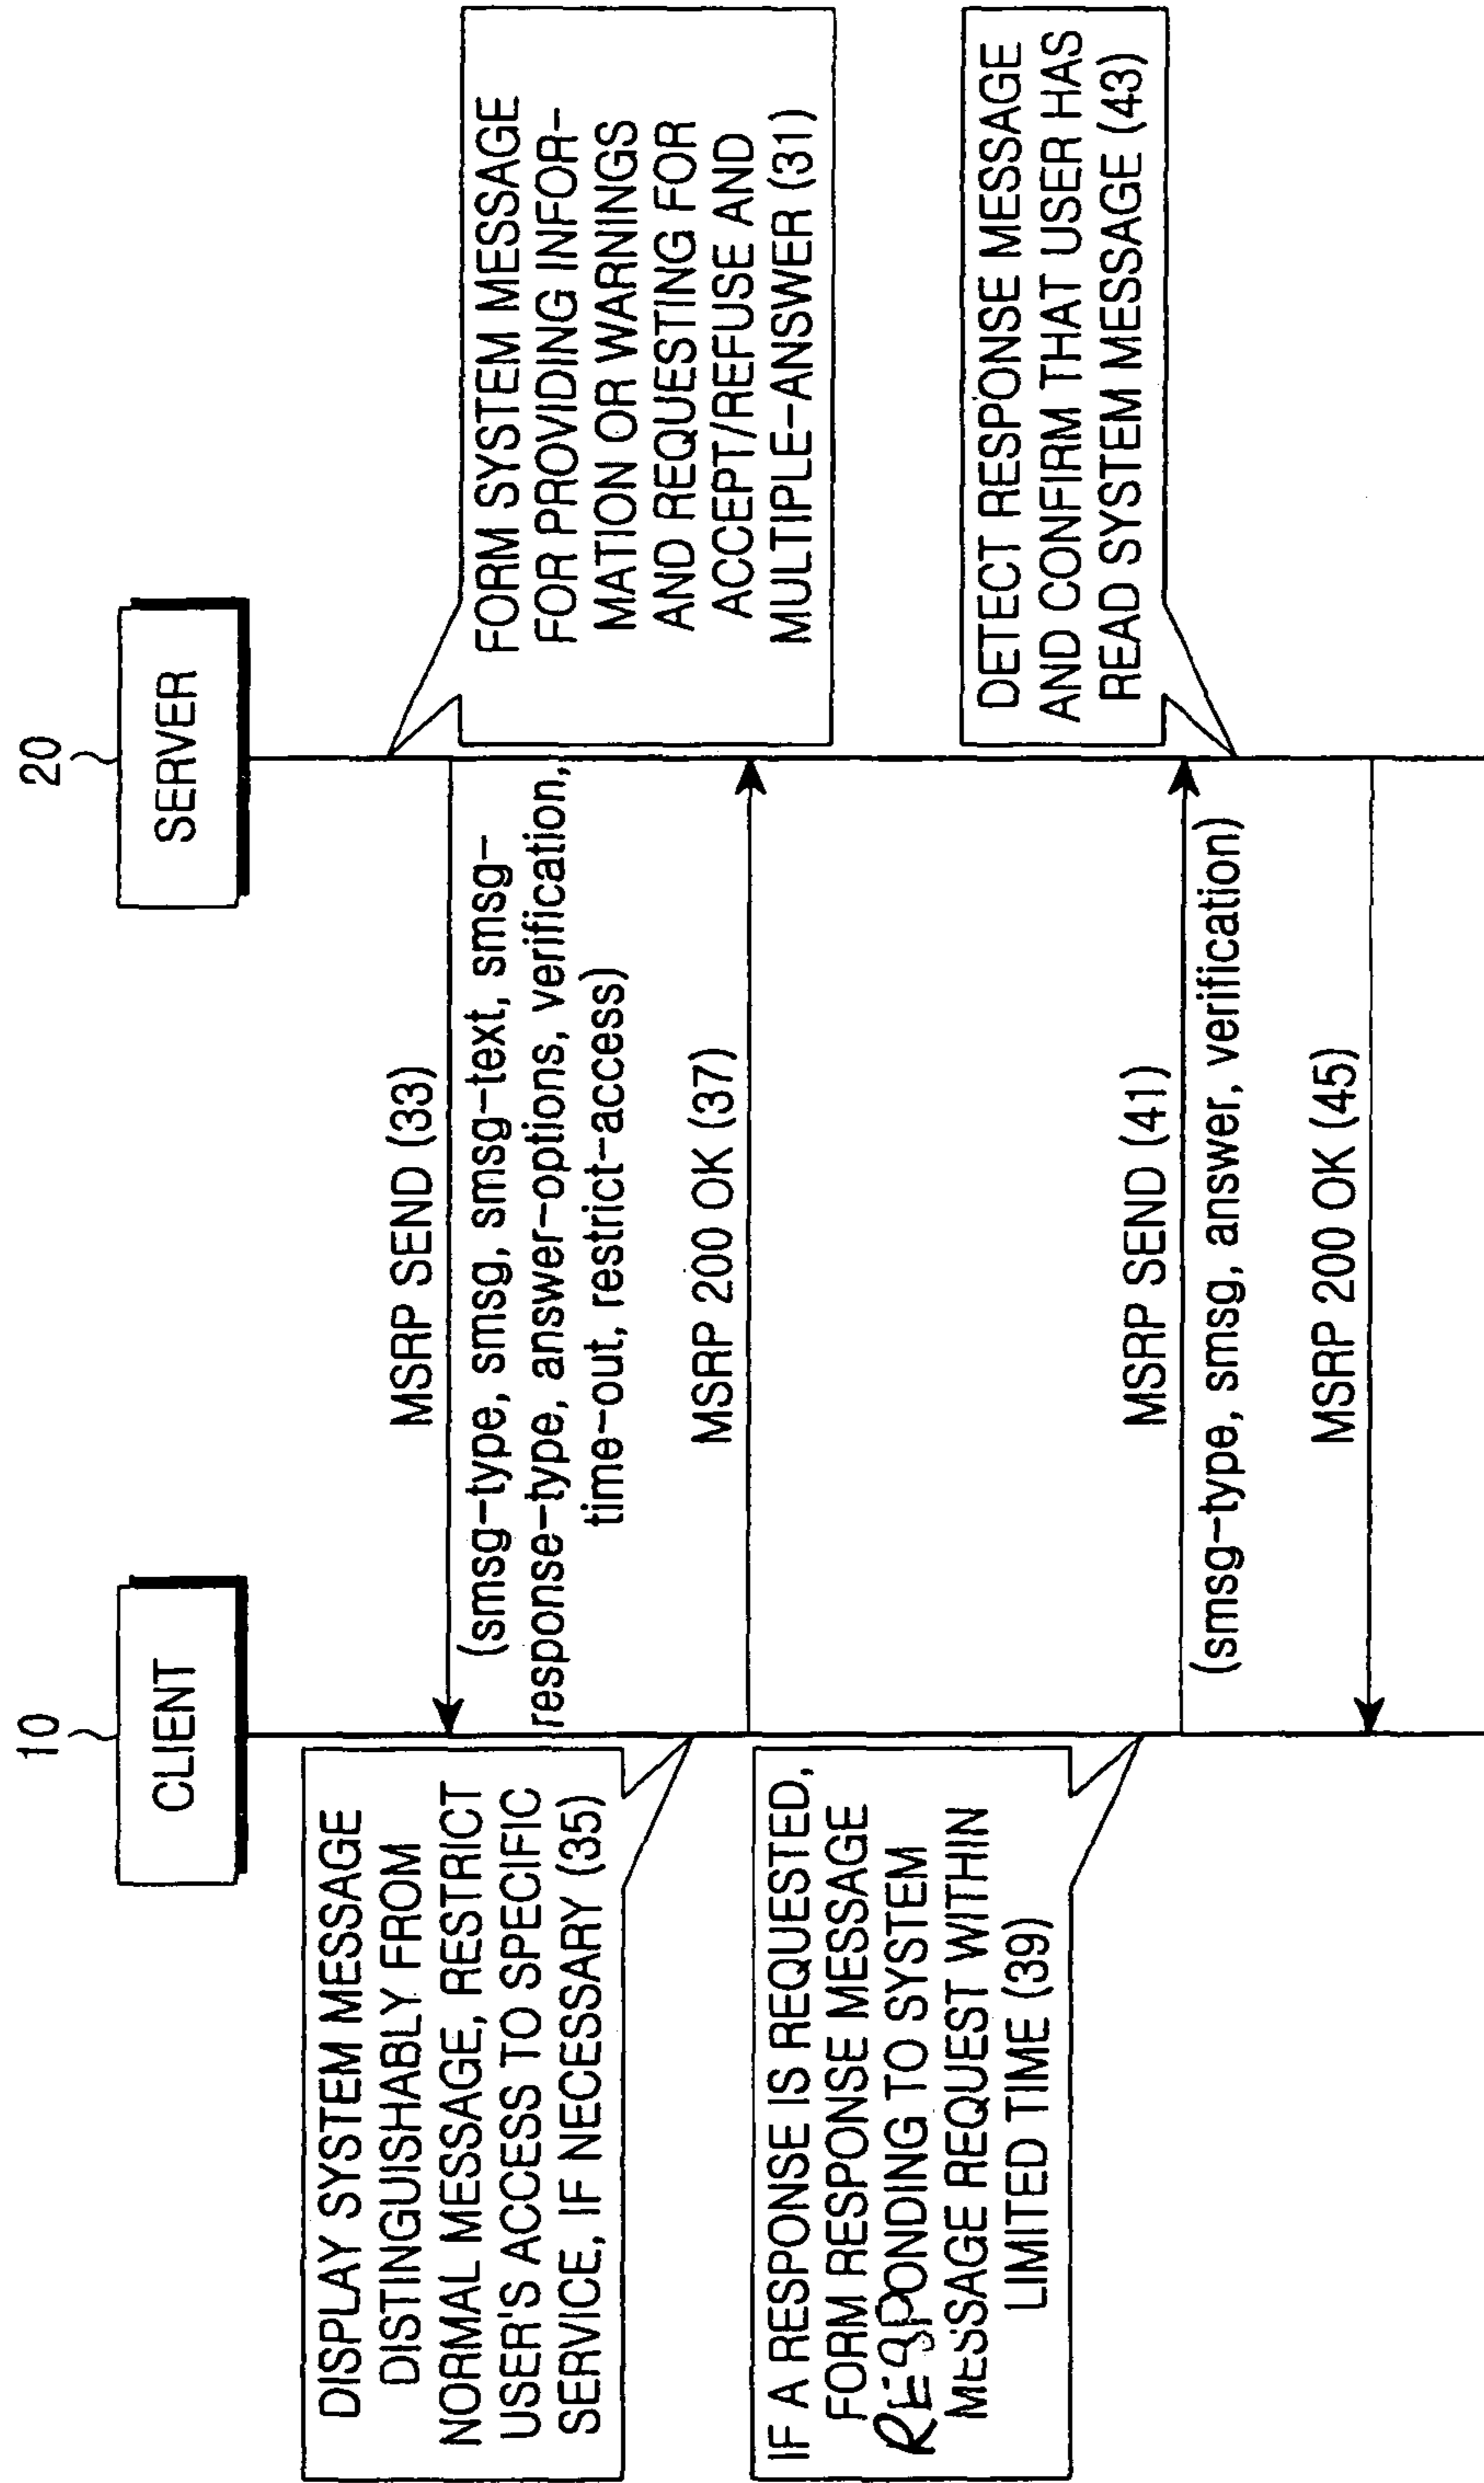 10
CLIENT
20
SERVER
FORM SYSTEM MESSAGE
FOR PROVIDING INFOR-
MATION OR WARNINGS
AND REQUESTING FOR
ACCEPT/REFUSE AND
MULTIPLE-ANSWER (31)
MSRP SEND (33)
(smsg-type, smsg, smsg-text, smsg-
response-type, answer-options, verification,
time-out, restrict-access)
DISPLAY SYSTEM MESSAGE
DISTINGUISHABLY FROM
NORMAL MESSAGE, RESTRICT
USER'S ACCESS TO SPECIFIC
SERVICE, IF NECESSARY (35)
MSRP 200 OK (37)
IF A RESPONSE IS REQUESTED,
FORM RESPONSE MESSAGE
RESPONDING TO SYSTEM
MESSAGE REQUEST WITHIN
LIMITED TIME (39)
MSRP SEND (41)
(smsg-type, smsg, answer, verification)
DETECT RESPONSE MESSAGE
AND CONFIRM THAT USER HAS
READ SYSTEM MESSAGE (43)
MSRP 200 OK (45)